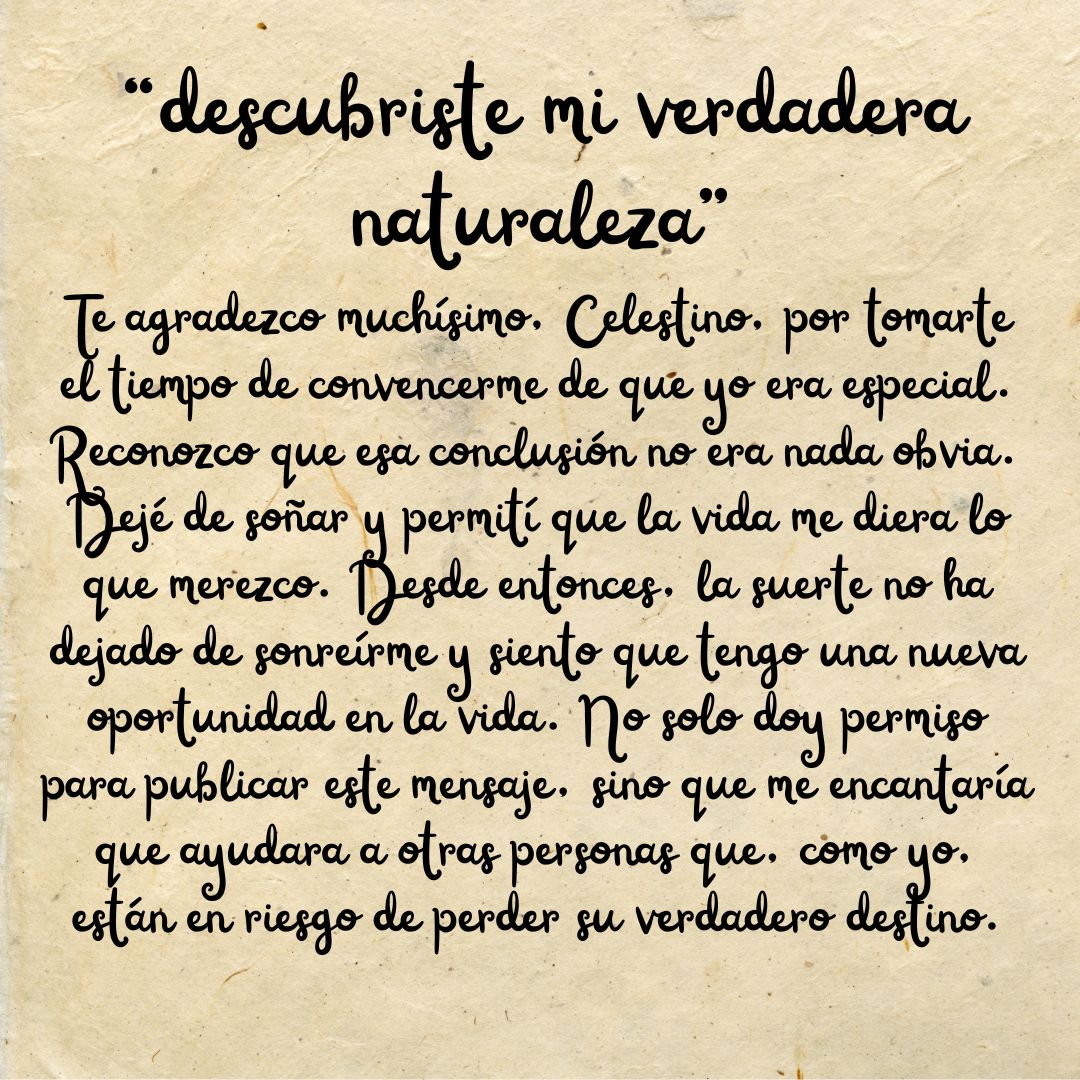 “descubriste mi verdadera
naturaleza”
Te agradezco muchísimo, Celestino, por tomarte
el tiempo de convencerme de que yo era especial.
Reconozco que esa conclusión no era nada obvia.
Dejé de soñar y permití que la vida me diera lo
que merezco. Desde entonces, la suerte no ha
dejado de sonreírme y siento que tengo una nueva
oportunidad en la vida. No solo doy permiso
para publicar este mensaje, sino que me encantaría
que ayudara a otras personas que, como yo,
están en riesgo de perder su verdadero destino.